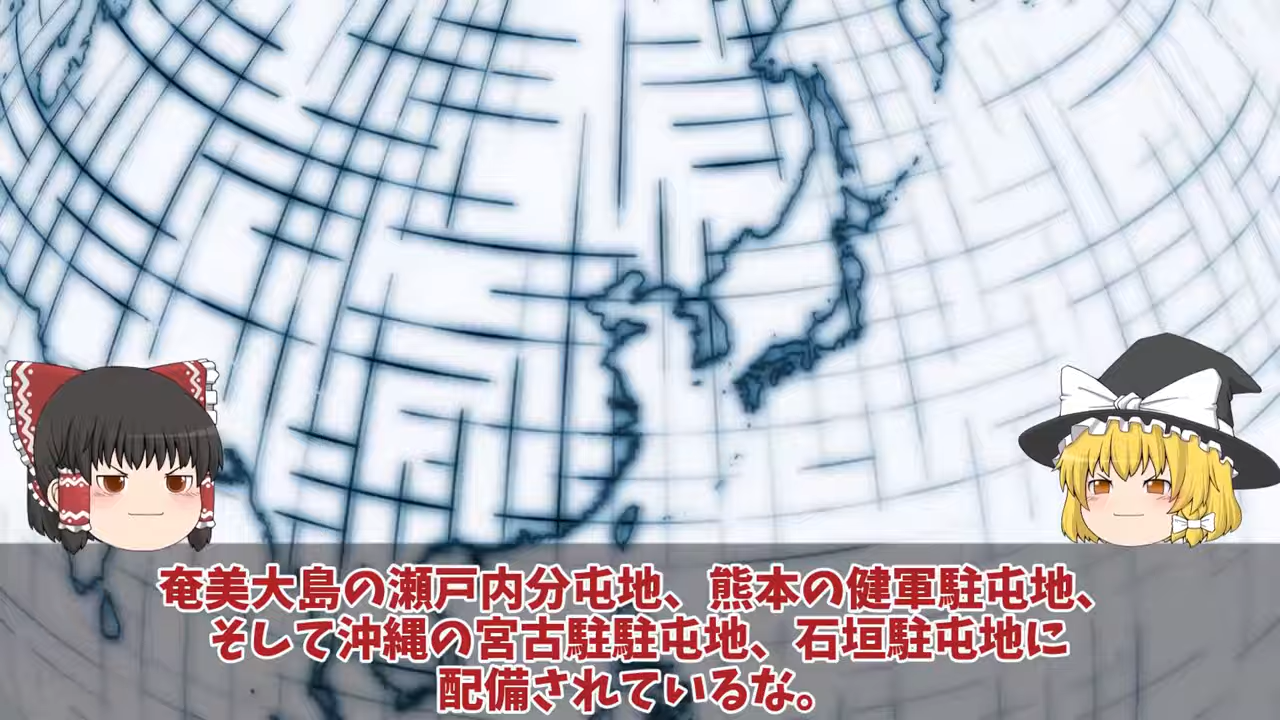 奄美大島の瀬戸内分屯地、熊本の健軍駐屯地、
そして沖縄の宮古駐駐屯地、石垣駐屯地に
配備されているな。